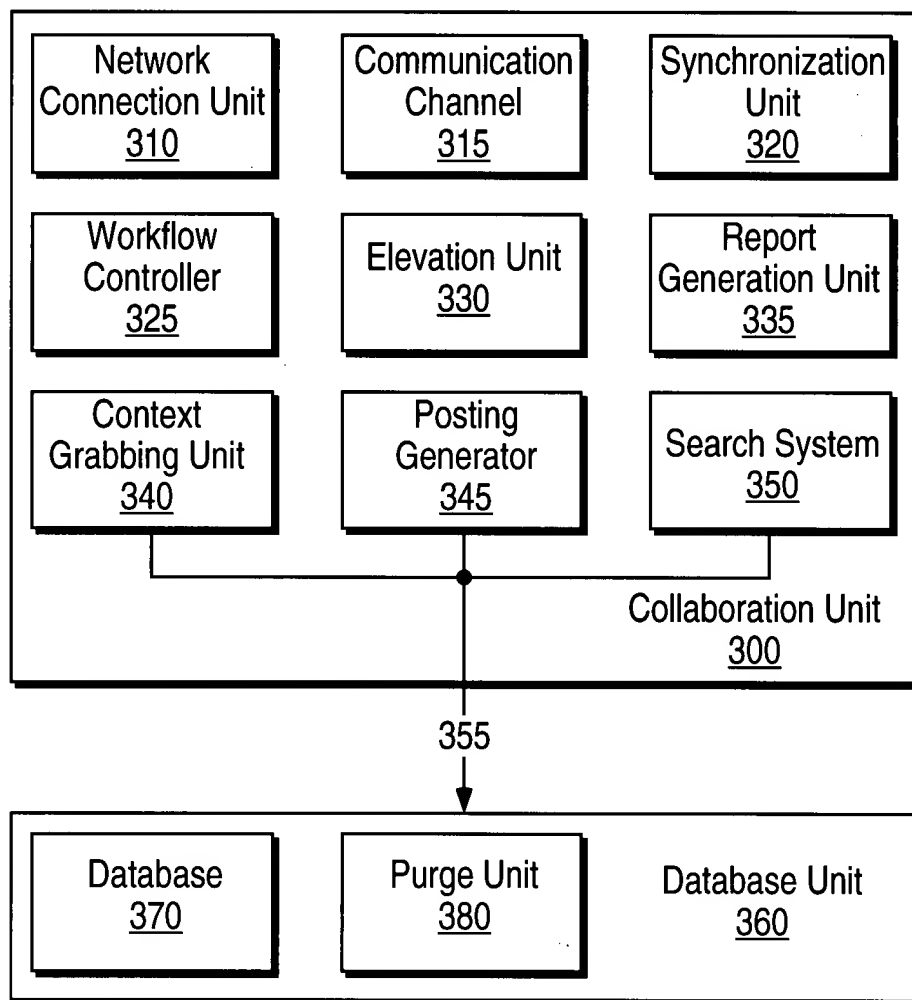 Network
Connection Unit
310
Communication
Channel
315
Synchronization
Unit
320
Workflow
Controller
325
Elevation Unit
330
Report
Generation Unit
335
Context
Grabbing Unit
340
Posting
Generator
345
Search System
350
Collaboration Unit
300
355
Database
370
Purge Unit
380
Database Unit
360